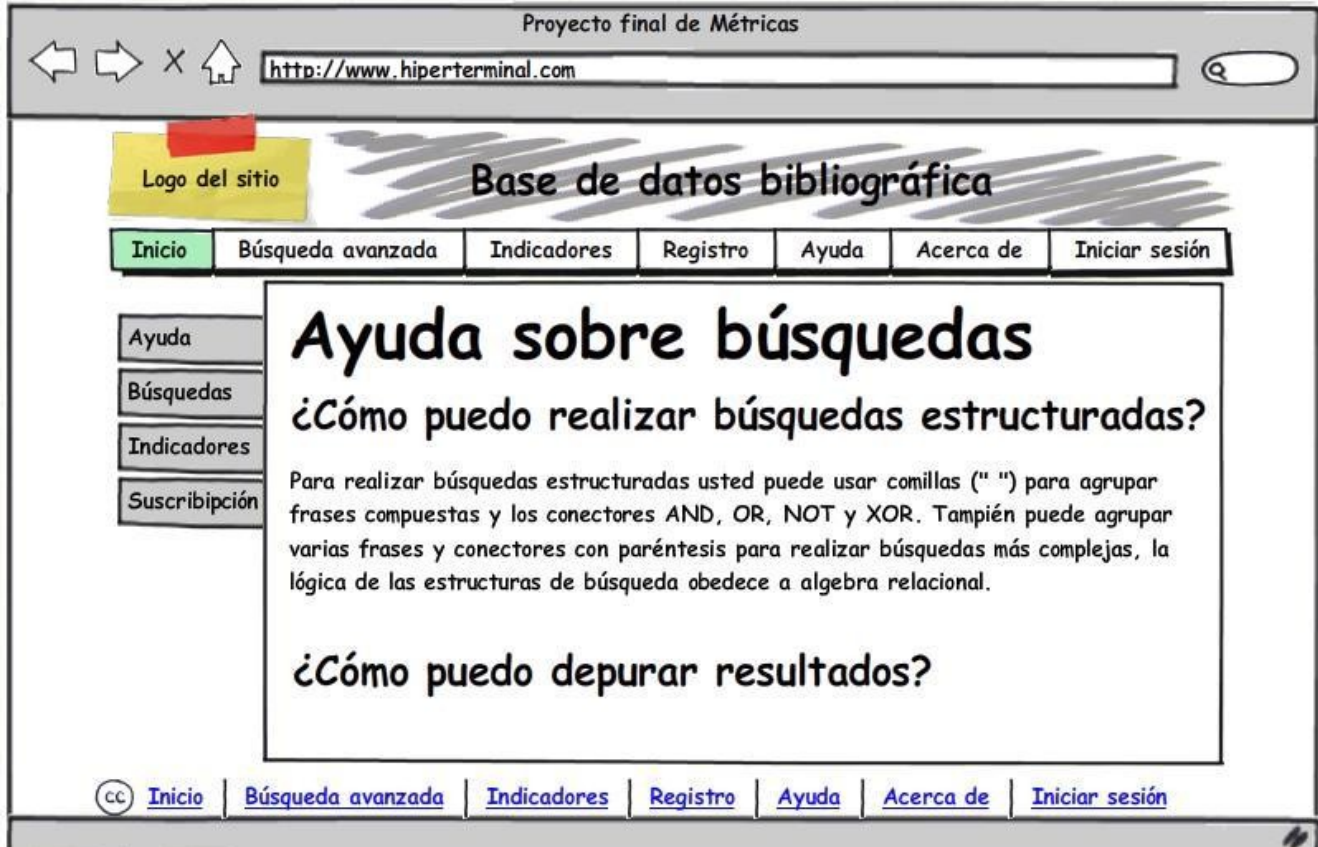 Proyecto final de Métricas
http://www.hiperterminal.com
Logo del sitio
Base de datos bibliográfica
Inicio Búsqueda avanzada Indicadores Registro Ayuda Acerca de Iniciar sesión
Ayuda
Búsquedas
Indicadores
Suscribipción
Ayuda sobre búsquedas
¿Cómo puedo realizar búsquedas estructuradas?
Para realizar búsquedas estructuradas usted puede usar comillas (" ") para agrupar
frases compuestas y los conectores AND, OR, NOT y XOR. Tampién puede agrupar
varias frases y conectores con paréntesis para realizar búsquedas más complejas, la
lógica de las estructuras de búsqueda obedece a algebra relacional.
¿Cómo puedo depurar resultados?
cc Inicio Búsqueda avanzada Indicadores Registro Ayuda Acerca de Iniciar sesión